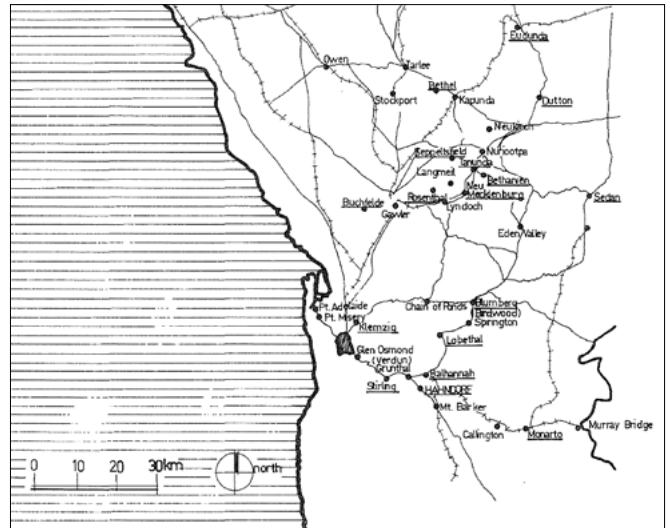 Eudunda
Owen
Tarlee
Bethel
Stockport
Kapunda
Dutton
Neukirch
Nuriootpa
Seppeltsfield
Tanunda
Langmeil
Bethanien
Neu
Mecklenburg
Rosenthal
Sedan
Buchfelde
Gawler
Lyndoch
Eden Valley
Chain of Ponds
Blumberg
(Birdwood)
Pt. Adelaide
Pt. Misery
Klemzig
Springton
Lobethal
Glen Osmond
(Verdun)
Grunthal
Balhannah
Stirling
HAHNDORF
Mt. Barker
Callington
Monarto
Murray Bridge
0 10 20 30km
north